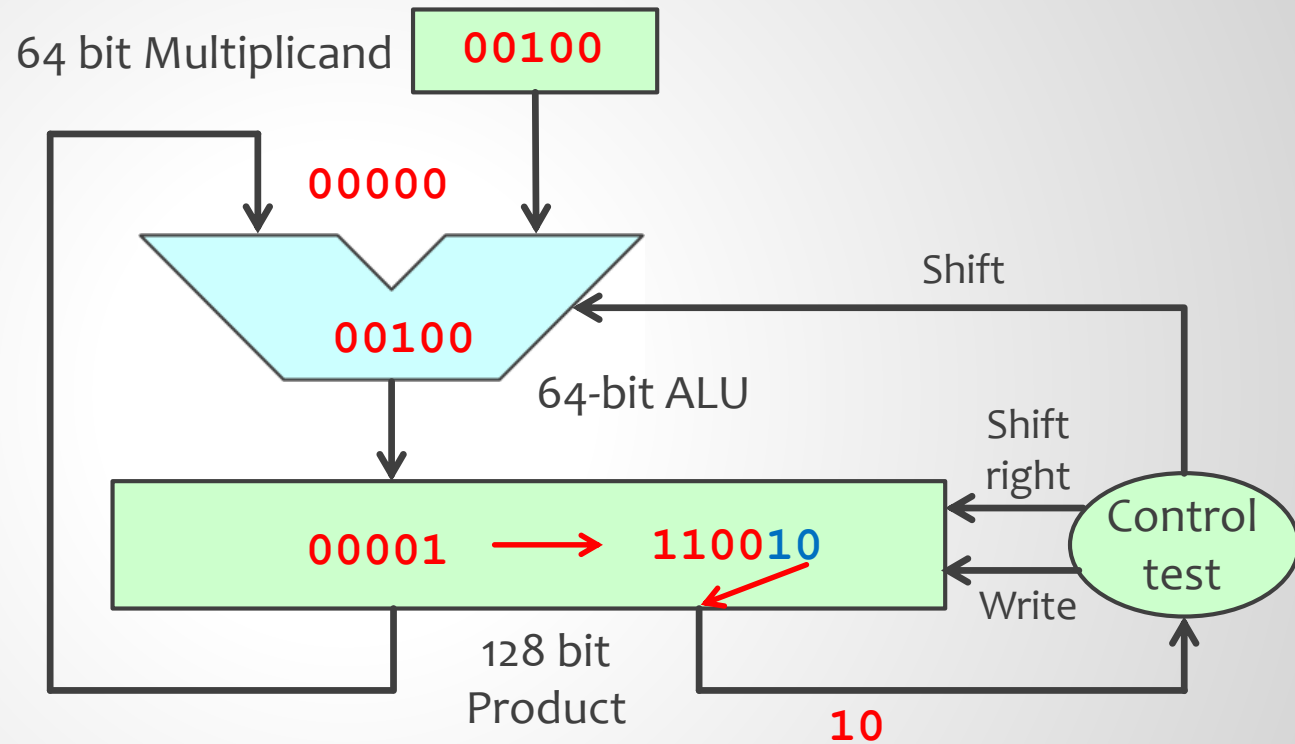 64 bit Multiplicand
00100
00000
Shift
00100
64-bit ALU
Shift
right
Control
test
00001
110010
Write
128 bit
Product
10